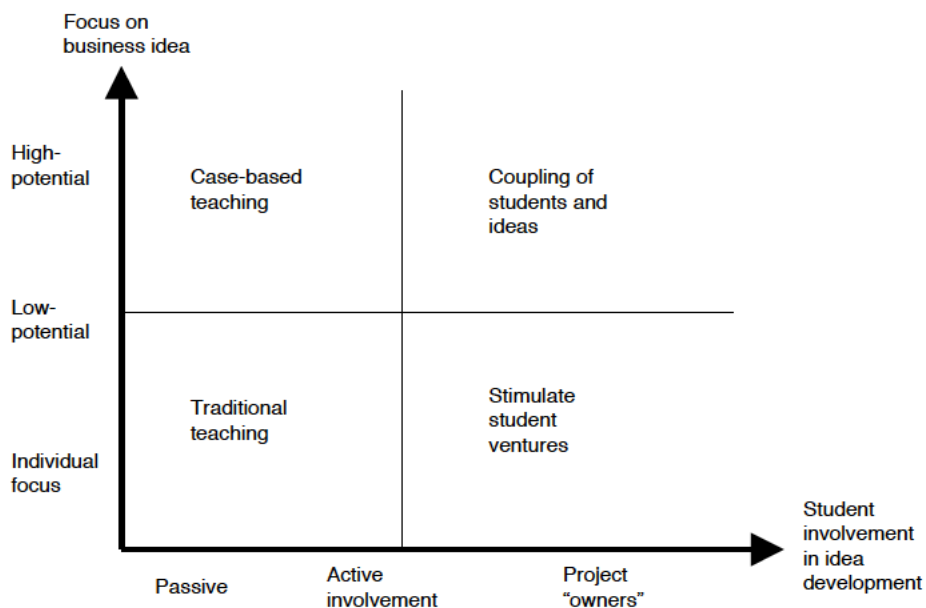 Focus on
business idea
High-
potential
Case-based
teaching
Coupling of
students and
ideas
Low-
potential
Traditional
teaching
Stimulate
student
ventures
Individual
focus
Student
involvement
in idea
development
Passive
Active
involvement
Project
“owners”